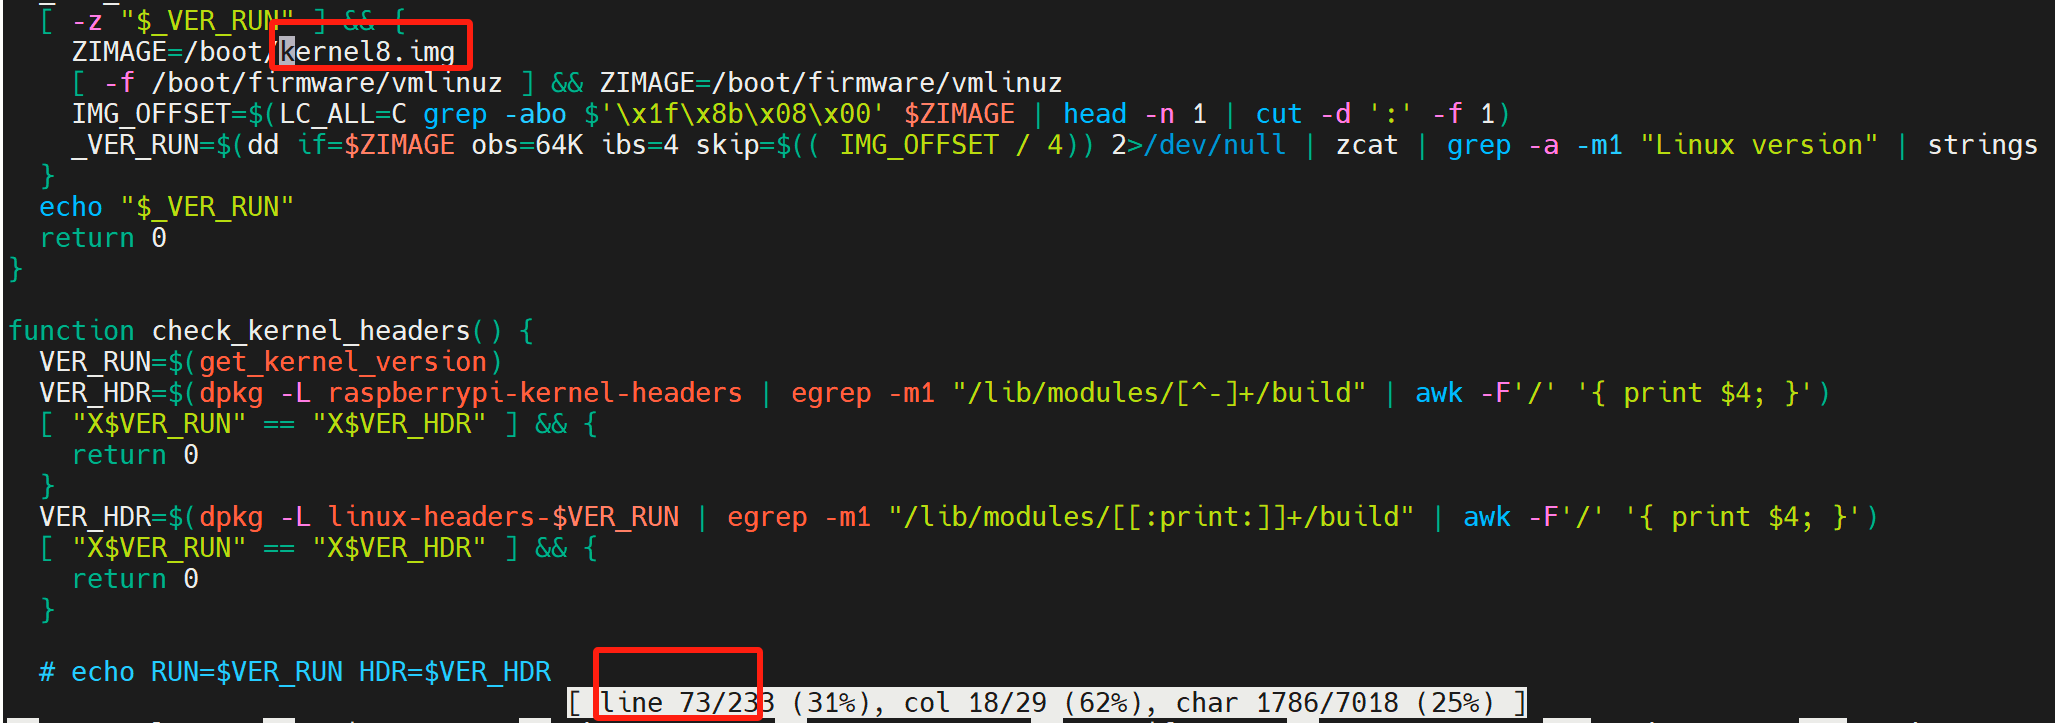 [ -z "$_VER_RUN" ] && {
ZIMAGE=/boot/kernel8.img
[ -f /boot/firmware/vmlinuz ] && ZIMAGE=/boot/firmware/vmlinuz
IMG_OFFSET=$(LC_ALL=C grep -abo $'\x1f\x8b\x08\x00' $ZIMAGE | head -n 1 | cut -d ':' -f 1)
_VER_RUN=$(dd if=$ZIMAGE obs=64K ibs=4 skip=$(( IMG_OFFSET / 4)) 2>/dev/null | zcat | grep -a -m1 "Linux version" | strings
}
echo "$_VER_RUN"
return 0
}
function check_kernel_headers() {
VER_RUN=$(get_kernel_version)
VER_HDR=$(dpkg -L raspberrypi-kernel-headers | egrep -m1 "/lib/modules/[^-]+/build" | awk -F'/' '{ print $4; }')
[ "X$VER_RUN" == "X$VER_HDR" ] && {
return 0
}
VER_HDR=$(dpkg -L linux-headers-$VER_RUN | egrep -m1 "/lib/modules/[[:print:]]+/build" | awk -F'/' '{ print $4; }')
[ "X$VER_RUN" == "X$VER_HDR" ] && {
return 0
}
# echo RUN=$VER_RUN HDR=$VER_HDR
[ line 73/233 (31%), col 18/29 (62%), char 1786/7018 (25%) ]